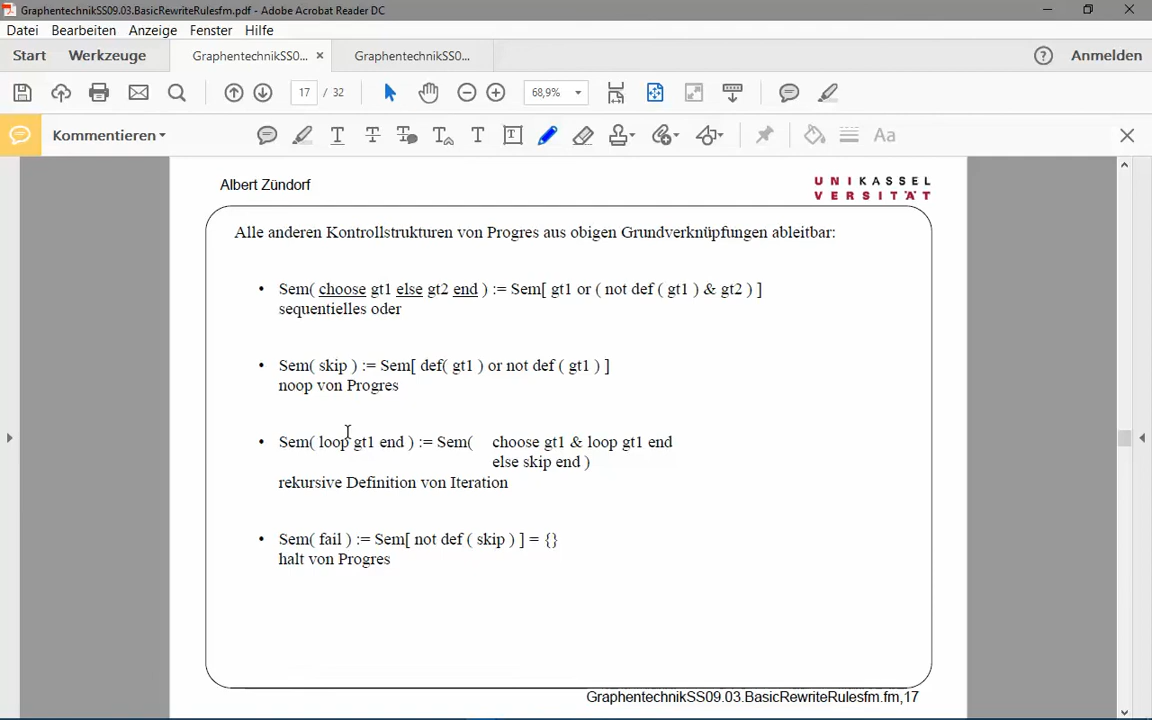 GraphentechnikSS09.03.BasicRewriteRulesfm.pdf - Adobe Acrobat Reader DC
Datei Bearbeiten Anzeige Fenster Hilfe
Start Werkzeuge GraphentechnikSS0... × GraphentechnikSS0... Anmelden
17 / 32 68,9%
Kommentieren
Albert Zündorf
UNIKASSEL
VERSITÄT
Alle anderen Kontrollstrukturen von Progres aus obigen Grundverknüpfungen ableitbar:
• Sem( choose gt1 else gt2 end ) := Sem[ gt1 or ( not def ( gt1 ) & gt2 ) ]
sequentielles oder
• Sem( skip ) := Sem[ def( gt1 ) or not def ( gt1 ) ]
noop von Progres
• Sem( loop gt1 end ) := Sem( choose gt1 & loop gt1 end
else skip end )
rekursive Definition von Iteration
• Sem( fail ) := Sem[ not def ( skip ) ] = {}
halt von Progres
GraphentechnikSS09.03.BasicRewriteRulesfm.fm,17